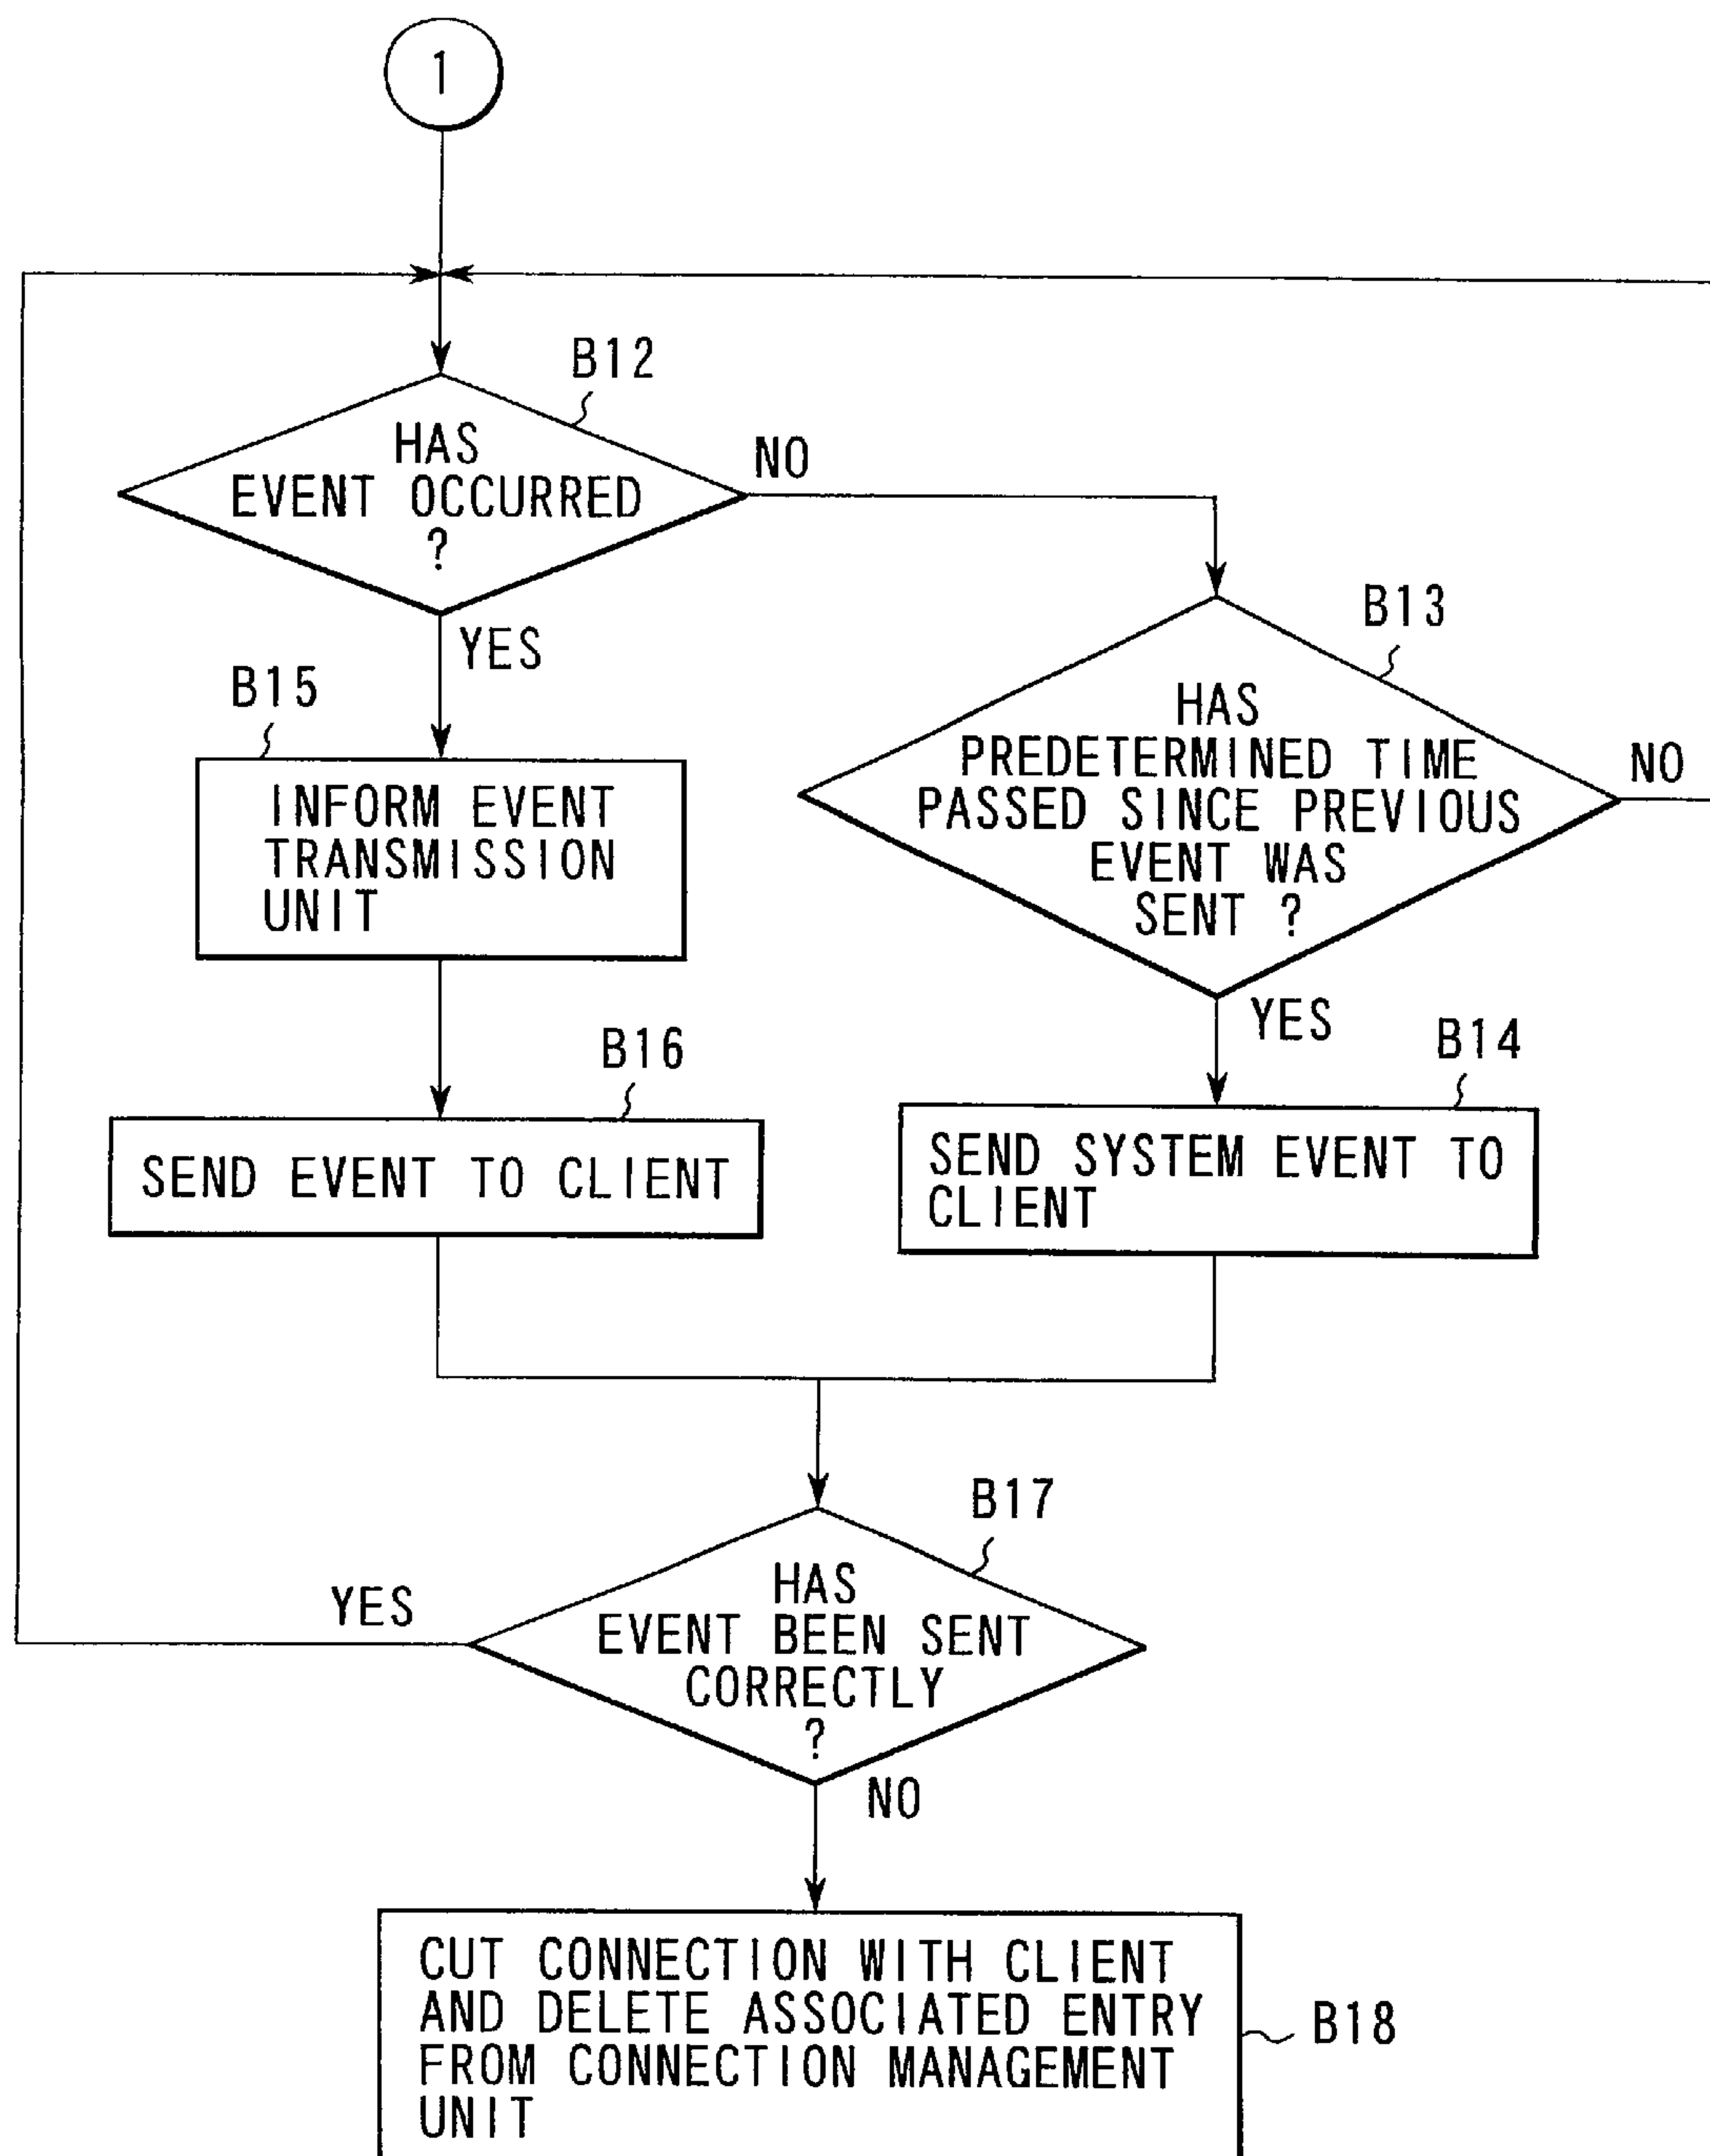 1
B12
HAS
EVENT OCCURRED
?
NO
YES
B13
HAS
PREDETERMINED TIME
PASSED SINCE PREVIOUS
EVENT WAS
SENT ?
NO
YES
B15
INFORM EVENT
TRANSMISSION
UNIT
B16
SEND EVENT TO CLIENT
B14
SEND SYSTEM EVENT TO
CLIENT
B17
HAS
EVENT BEEN SENT
CORRECTLY
?
YES
NO
CUT CONNECTION WITH CLIENT
AND DELETE ASSOCIATED ENTRY
FROM CONNECTION MANAGEMENT
UNIT
B18